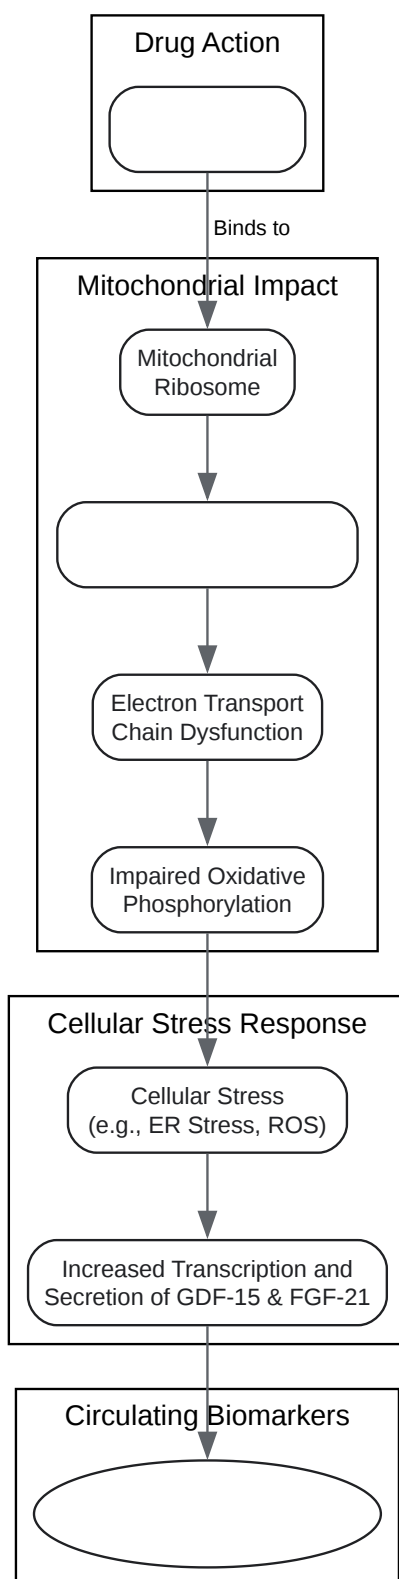 Drug Action
Binds to
Mitochondrial Impact
Mitochondrial
Ribosome
Electron Transport
Chain Dysfunction
Impaired Oxidative
Phosphorylation
Cellular Stress Response
Cellular Stress
(e.g., ER Stress, ROS)
Increased Transcription and
Secretion of GDF-15 & FGF-21
Circulating Biomarkers